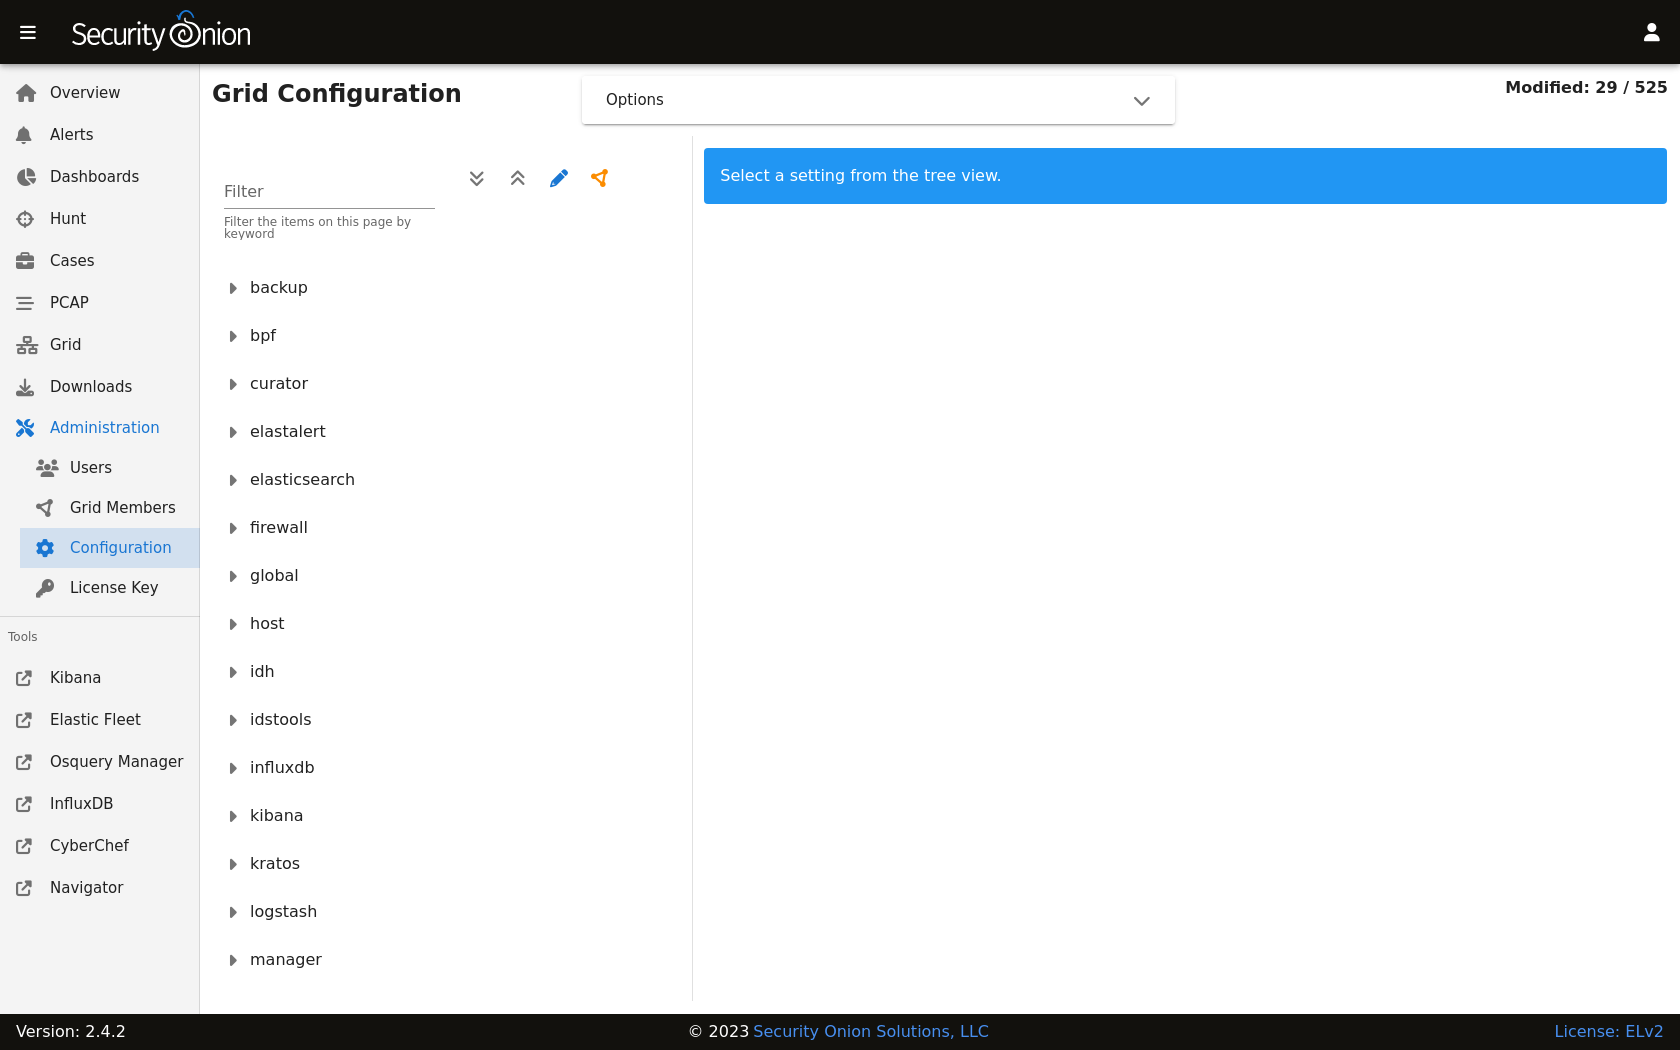 Security Onion
Overview
Alerts
Dashboards
Hunt
Cases
PCAP
Grid
Downloads
Administration
Users
Grid Members
Configuration
License Key
Tools
Kibana
Elastic Fleet
Osquery Manager
InfluxDB
CyberChef
Navigator
Grid Configuration
Options
Modified: 29 / 525
Filter
Filter the items on this page by
keyword
backup
bpf
curator
elastalert
elasticsearch
firewall
global
host
idh
idstools
influxdb
kibana
kratos
logstash
manager
Select a setting from the tree view.
Version: 2.4.2
© 2023 Security Onion Solutions, LLC
License: ELv2